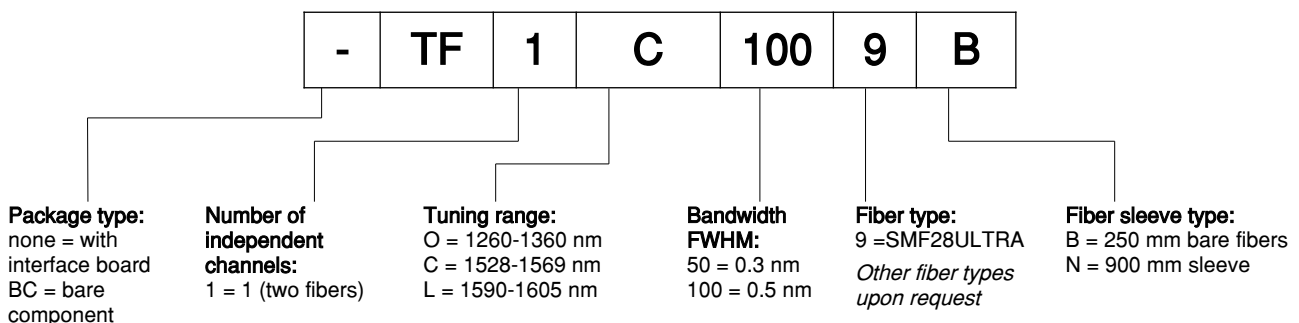 - TF 1 C 100 9 B
Package type:
none = with
interface board
BC = bare
component
Number of
independent
channels:
1 = 1 (two fibers)
Tuning range:
O = 1260-1360 nm
C = 1528-1569 nm
L = 1590-1605 nm
Bandwidth
FWHM:
50 = 0.3 nm
100 = 0.5 nm
Fiber type:
9 =SMF28ULTRA
Other fiber types
upon request
Fiber sleeve type:
B = 250 mm bare fibers
N = 900 mm sleeve